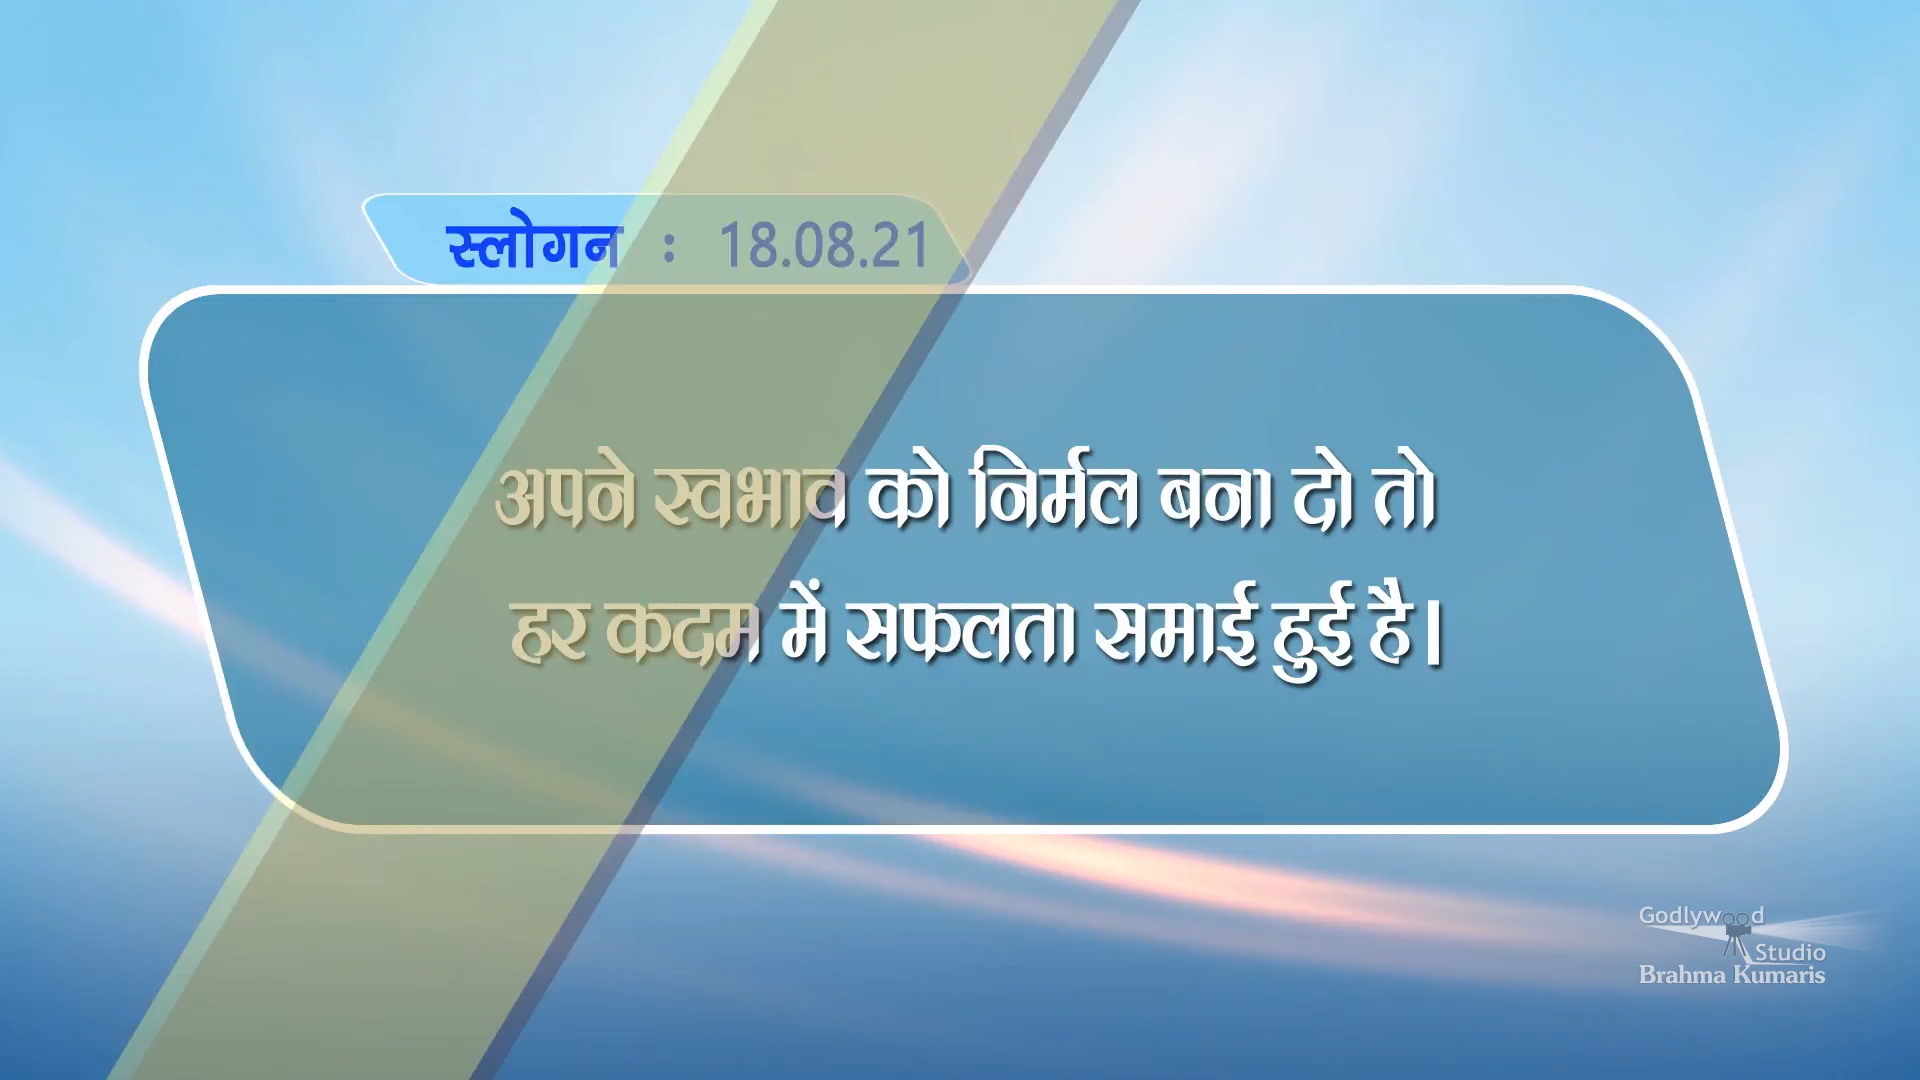 स्लोगन : 18.08.21
अपने स्वभाव को निर्मल बना दो तो
हर कदम में सफलता समाई हुई है।
Godlywood
Studio
Brahma Kumaris